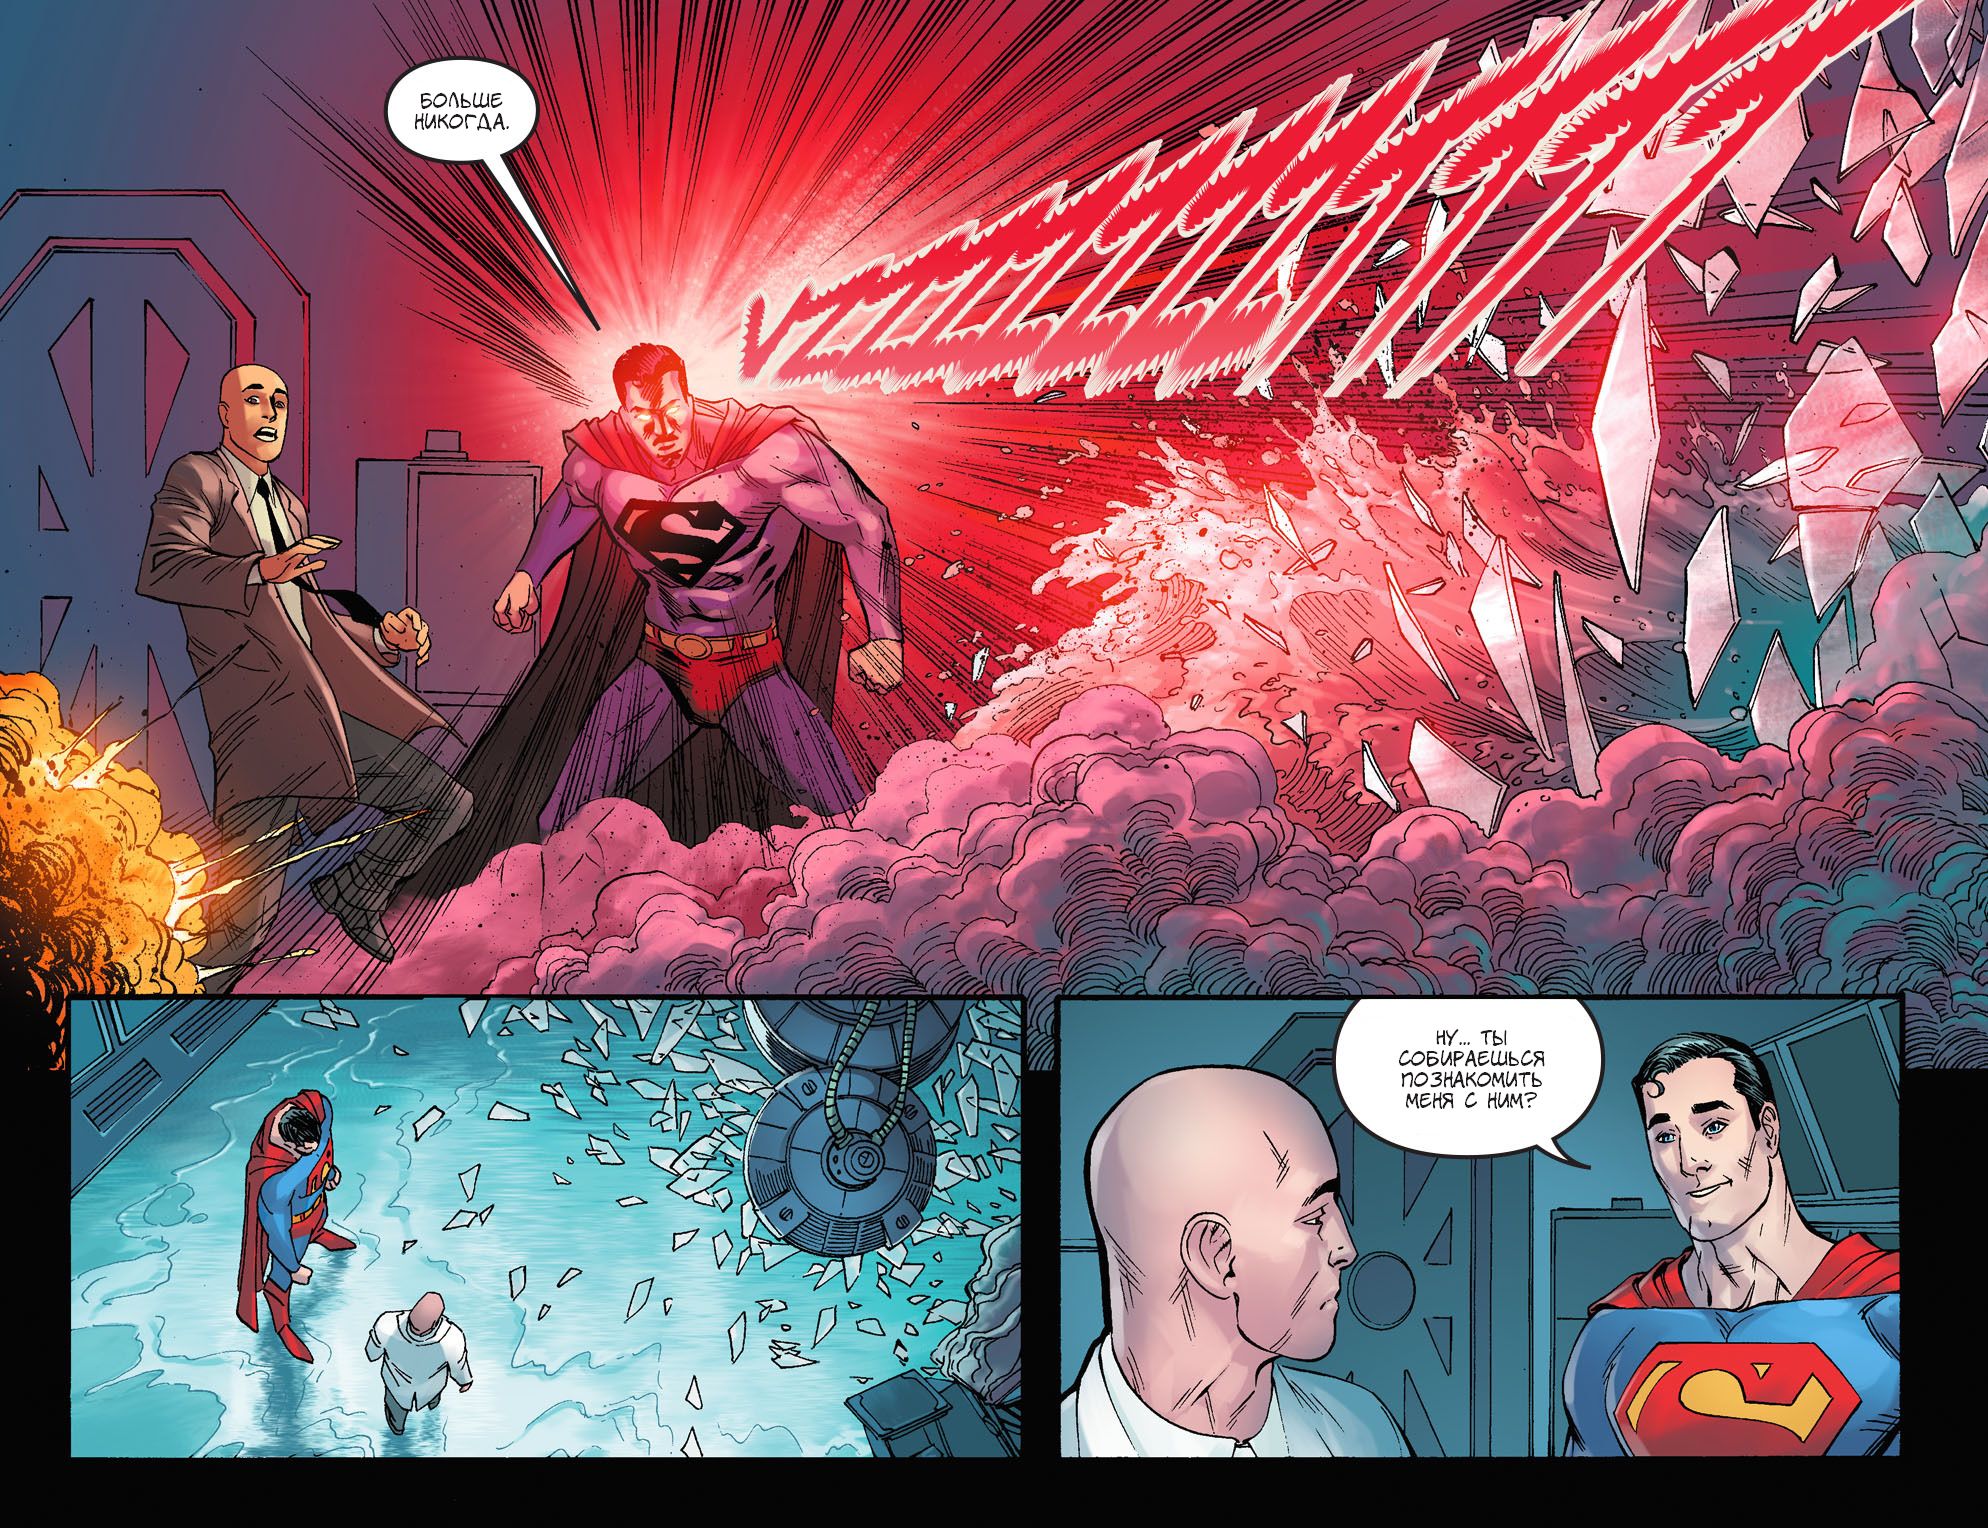 БОЛЬШЕ
НИКОГДА.
НУ... ТЫ
СОБИРАЕШЬСЯ
ПОЗНАКОМИТЬ
МЕНЯ С НИМ?